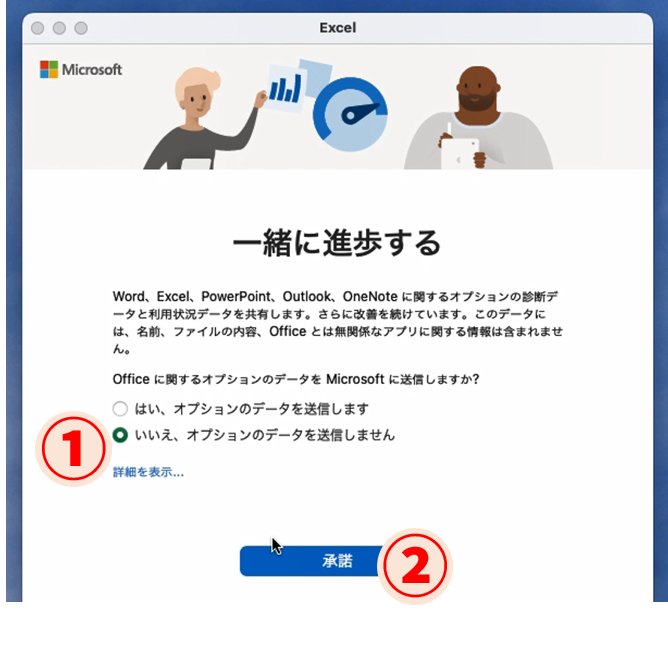 Excel
Microsoft
一緒に進歩する
Word、Excel、PowerPoint、Outlook、OneNote に関するオプションの診断デ
ータと利用状況データを共有します。さらに改善を続けています。このデータに
は、名前、ファイルの内容、Office とは無関係なアプリに関する情報は含まれませ
ん。
Office に関するオプションのデータを Microsoft に送信しますか?
はい、オプションのデータを送信します
1
いいえ、オプションのデータを送信しません
詳細を表示...
承諾
2